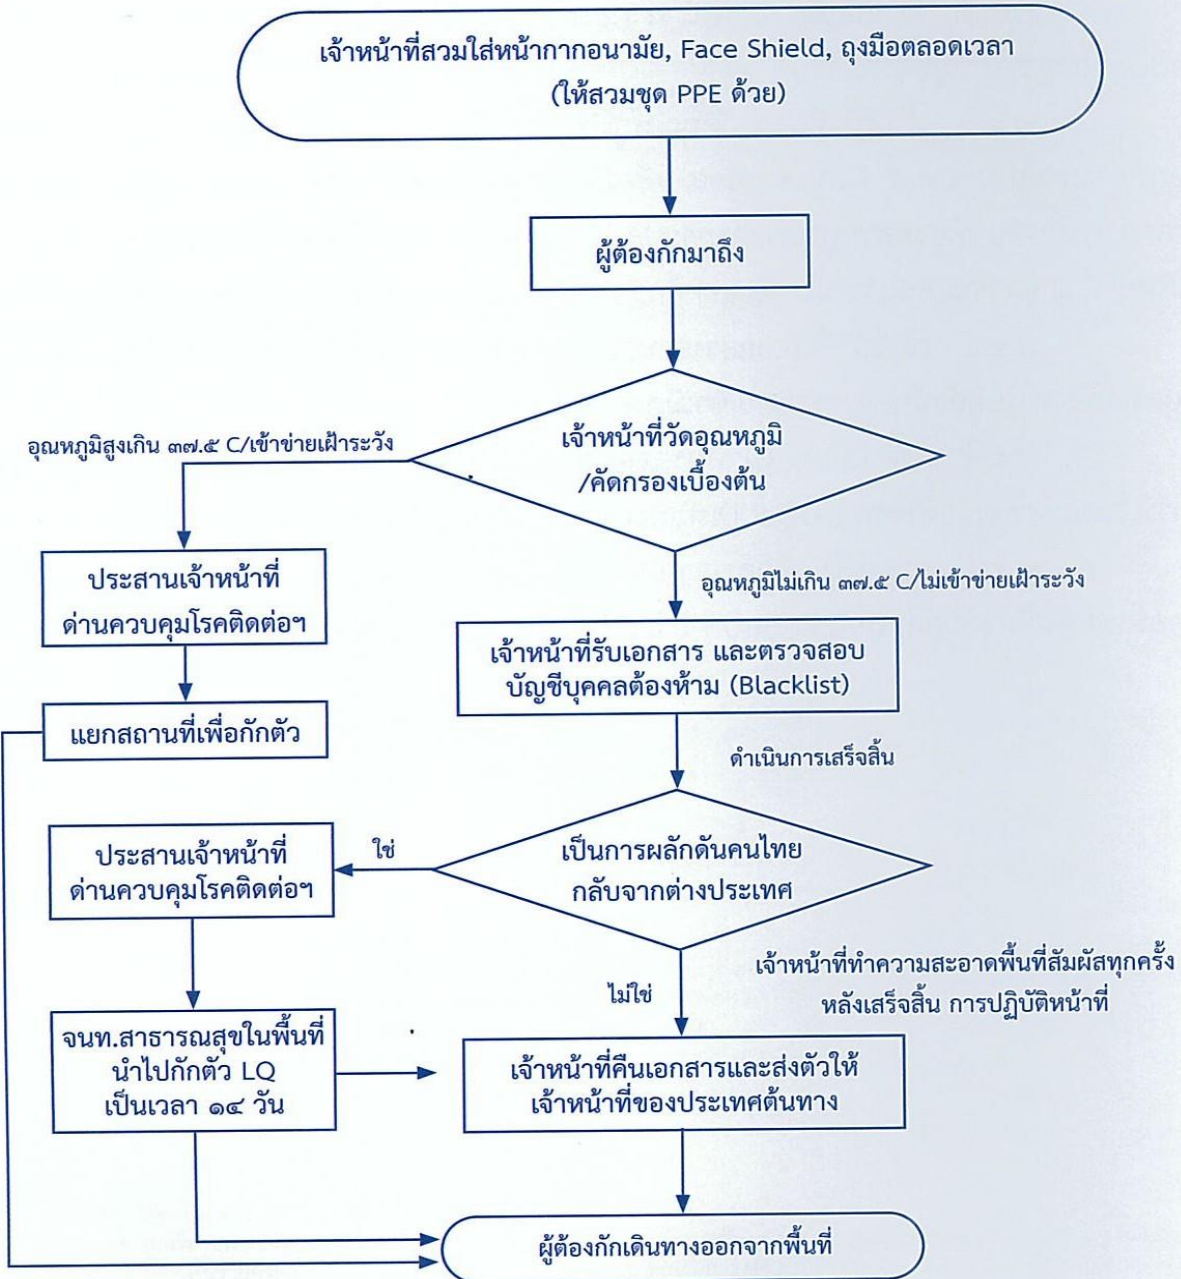 เจ้าหน้าที่สวมใส่หน้ากากอนามัย, Face Shield, ถุงมือตลอดเวลา
(ให้สวมชุด PPE ด้วย)
ผู้ต้องกักมาถึง
เจ้าหน้าที่วัดอุณหภูมิ
/คัดกรองเบื้องต้น
อุณหภูมิสูงเกิน ๓๗.๕ C/เข้าข่ายเฝ้าระวัง
ประสานเจ้าหน้าที่
ด่านควบคุมโรคติดต่อฯ
แยกสถานที่เพื่อกักตัว
อุณหภูมิไม่เกิน ๓๗.๕ C/ไม่เข้าข่ายเฝ้าระวัง
เจ้าหน้าที่รับเอกสาร และตรวจสอบ
บัญชีบุคคลต้องห้าม (Blacklist)
ดำเนินการเสร็จสิ้น
เป็นการผลักดันคนไทย
กลับจากต่างประเทศ
ใช่
ประสานเจ้าหน้าที่
ด่านควบคุมโรคติดต่อฯ
จนท.สาธารณสุขในพื้นที่
นำไปกักตัว LQ
เป็นเวลา ๑๔ วัน
ไม่ใช่
เจ้าหน้าที่ทำความสะอาดพื้นที่สัมผัสทุกครั้ง
หลังเสร็จสิ้น การปฏิบัติหน้าที่
เจ้าหน้าที่คืนเอกสารและส่งตัวให้
เจ้าหน้าที่ของประเทศต้นทาง
ผู้ต้องกักเดินทางออกจากพื้นที่